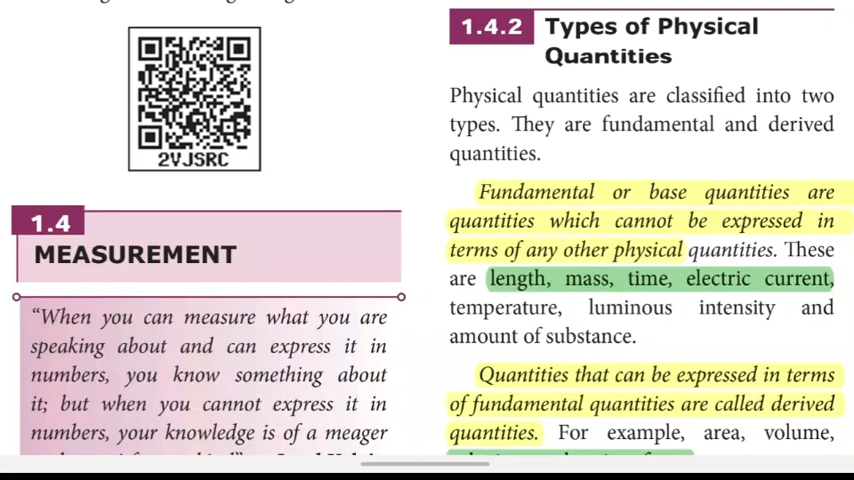 2VJSRC
1.4
MEASUREMENT
“When you can measure what you are
speaking about and can express it in
numbers, you know something about
it; but when you cannot express it in
numbers, your knowledge is of a meager
1.4.2 Types of Physical
Quantities
Physical quantities are classified into two
types. They are fundamental and derived
quantities.
Fundamental or base quantities are
quantities which cannot be expressed in
terms of any other physical quantities. These
are length, mass, time, electric current,
temperature, luminous intensity and
amount of substance.
Quantities that can be expressed in terms
of fundamental quantities are called derived
quantities. For example, area, volume,